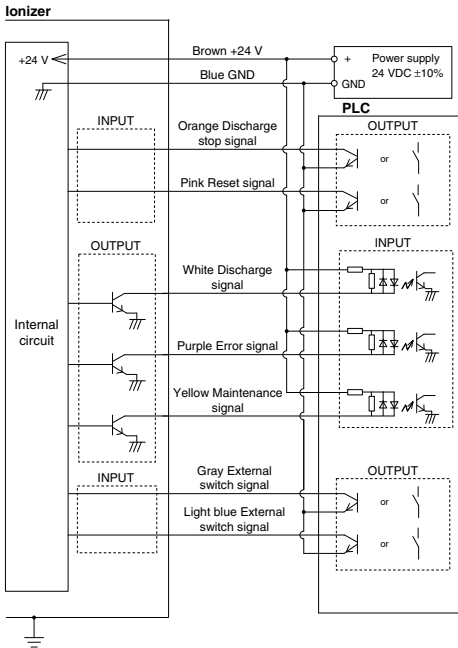 Ionizer
+24 V
Brown +24 V
Blue GND
+
GND
Power supply
24 VDC ±10%
PLC
INPUT
Orange Discharge
stop signal
OUTPUT
or
Pink Reset signal
or
OUTPUT
INPUT
White Discharge
signal
Internal
circuit
Purple Error signal
Yellow Maintenance
signal
INPUT
Gray External
switch signal
OUTPUT
or
Light blue External
switch signal
or